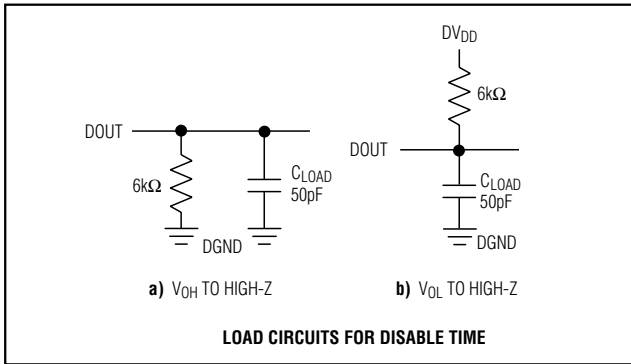 DOUT
6kΩ
C_LOAD
50pF
DGND
a) V_OH TO HIGH-Z
DV_DD
6kΩ
DOUT
C_LOAD
50pF
DGND
b) V_OL TO HIGH-Z
LOAD CIRCUITS FOR DISABLE TIME